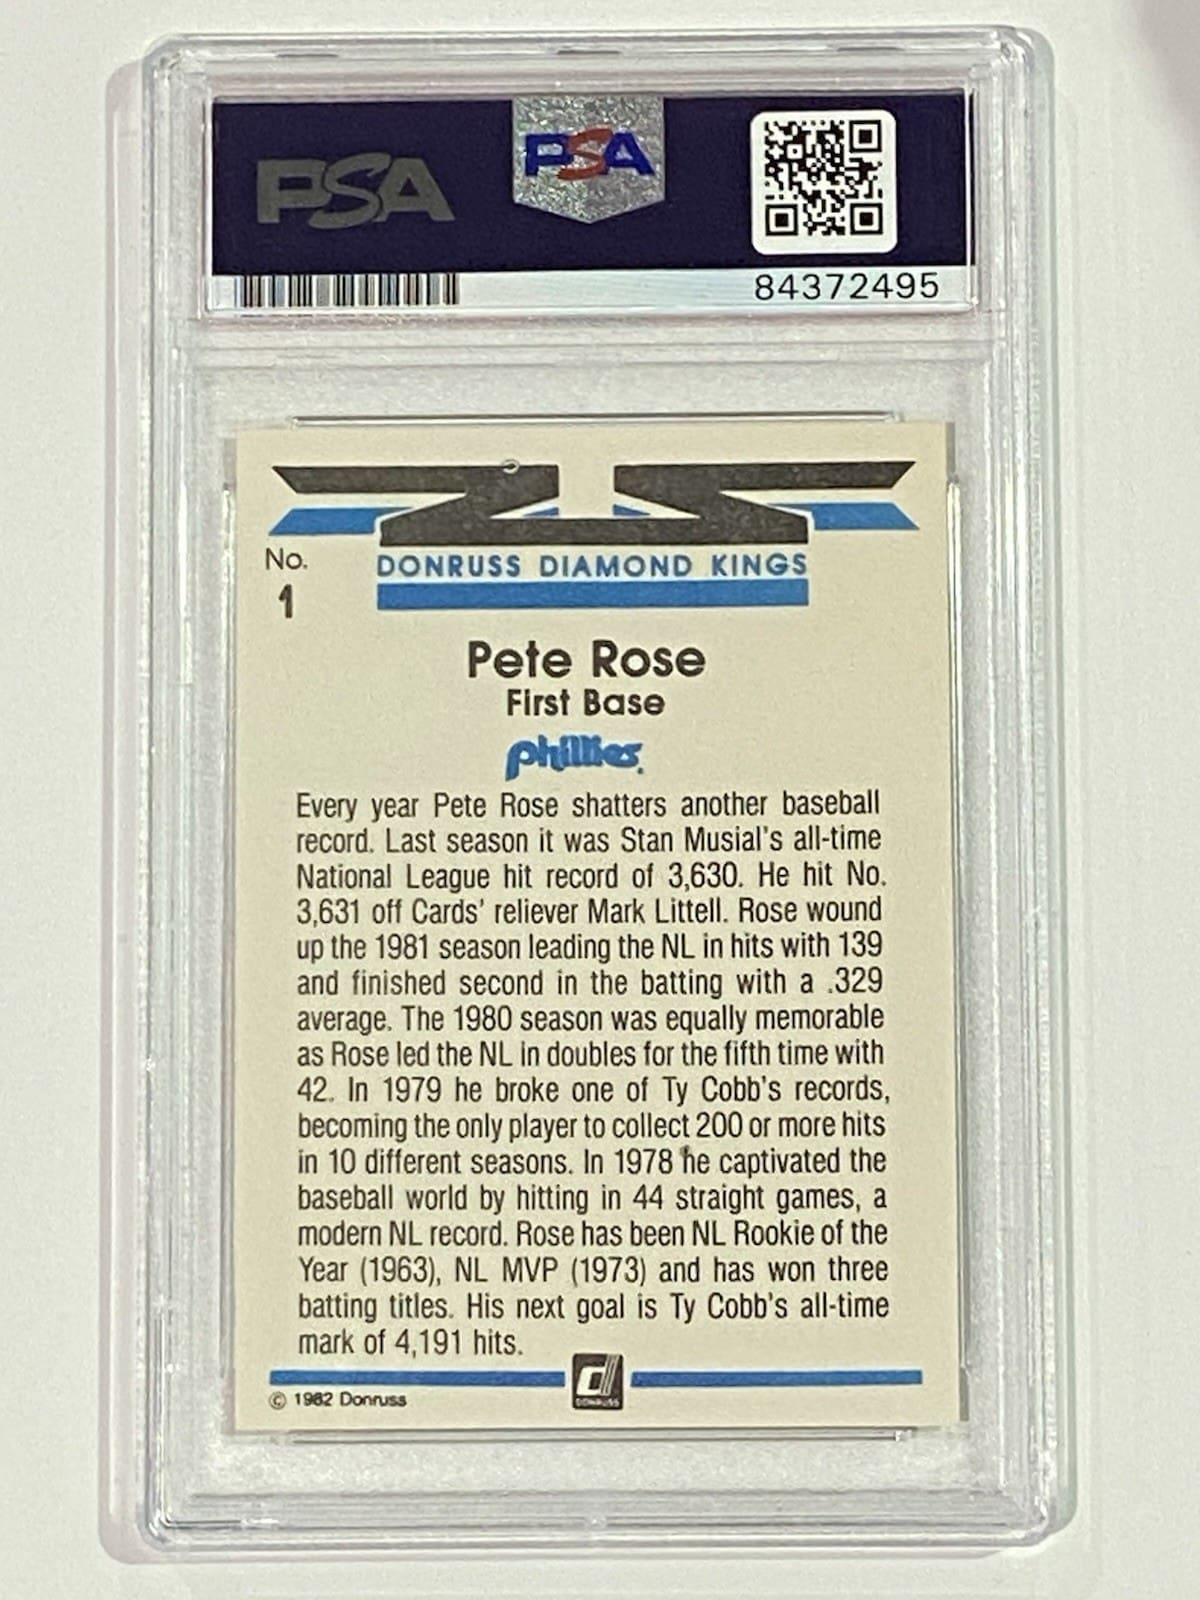 PSA
PSA
84372495
No.
1
DONRUSS DIAMOND KINGS
Pete Rose
First Base
phillies
Every year Pete Rose shatters another baseball
record. Last season it was Stan Musial's all-time
National League hit record of 3,630. He hit No.
3,631 off Cards' reliever Mark Littell. Rose wound
up the 1981 season leading the NL in hits with 139
and finished second in the batting with a .329
average. The 1980 season was equally memorable
as Rose led the NL in doubles for the fifth time with
42. In 1979 he broke one of Ty Cobb's records,
becoming the only player to collect 200 or more hits
in 10 different seasons. In 1978 he captivated the
baseball world by hitting in 44 straight games, a
modern NL record. Rose has been NL Rookie of the
Year (1963), NL MVP (1973) and has won three
batting titles. His next goal is Ty Cobb's all-time
mark of 4,191 hits.
© 1982 Donruss
d
DONRUSS